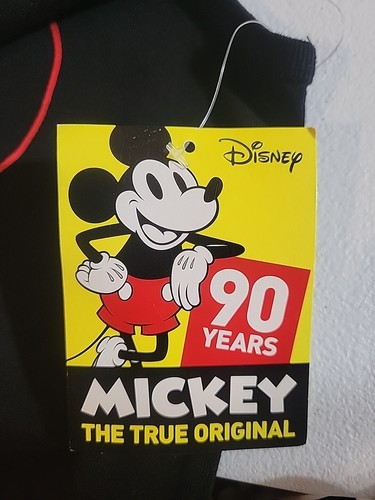 Disney
90
YEARS
MICKEY
THE TRUE ORIGINAL